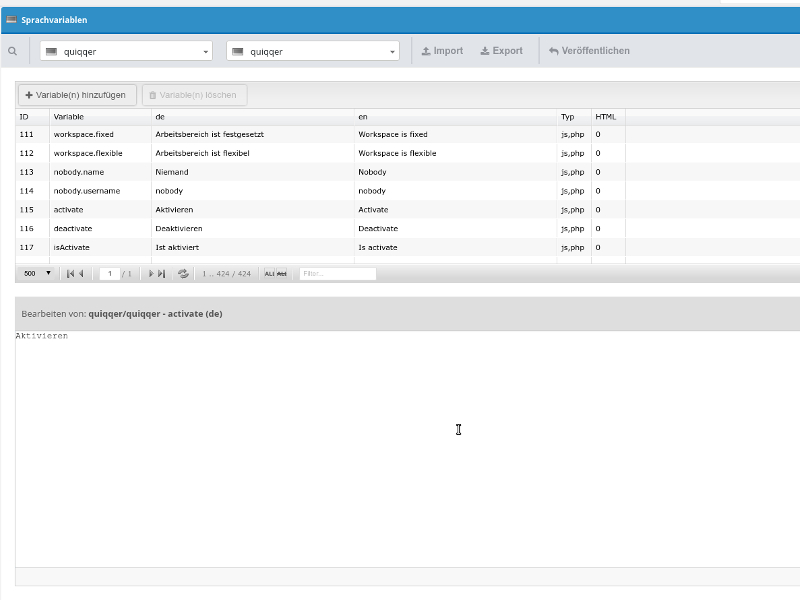 Sprachvariablen
quiqqer quiqqer Import Export Veröffentlichen
Variable(n) hinzufügen Variable(n) löschen
ID Variable de en Typ HTML
111 workspace.fixed Arbeitsbereich ist festgesetzt Workspace is fixed js,php 0
112 workspace.flexible Arbeitsbereich ist flexibel Workspace is flexible js,php 0
113 nobody.name Niemand Nobody js,php 0
114 nobody.username nobody nobody js,php 0
115 activate Aktivieren Activate js,php 0
116 deactivate Deaktivieren Deactivate js,php 0
117 isActivate Ist aktiviert Is activate js,php 0
500 1 / 1 1 .. 424 / 424 ALL ALL Filter...
Bearbeiten von: quiqqer/quiqqer - activate (de)
Aktivieren